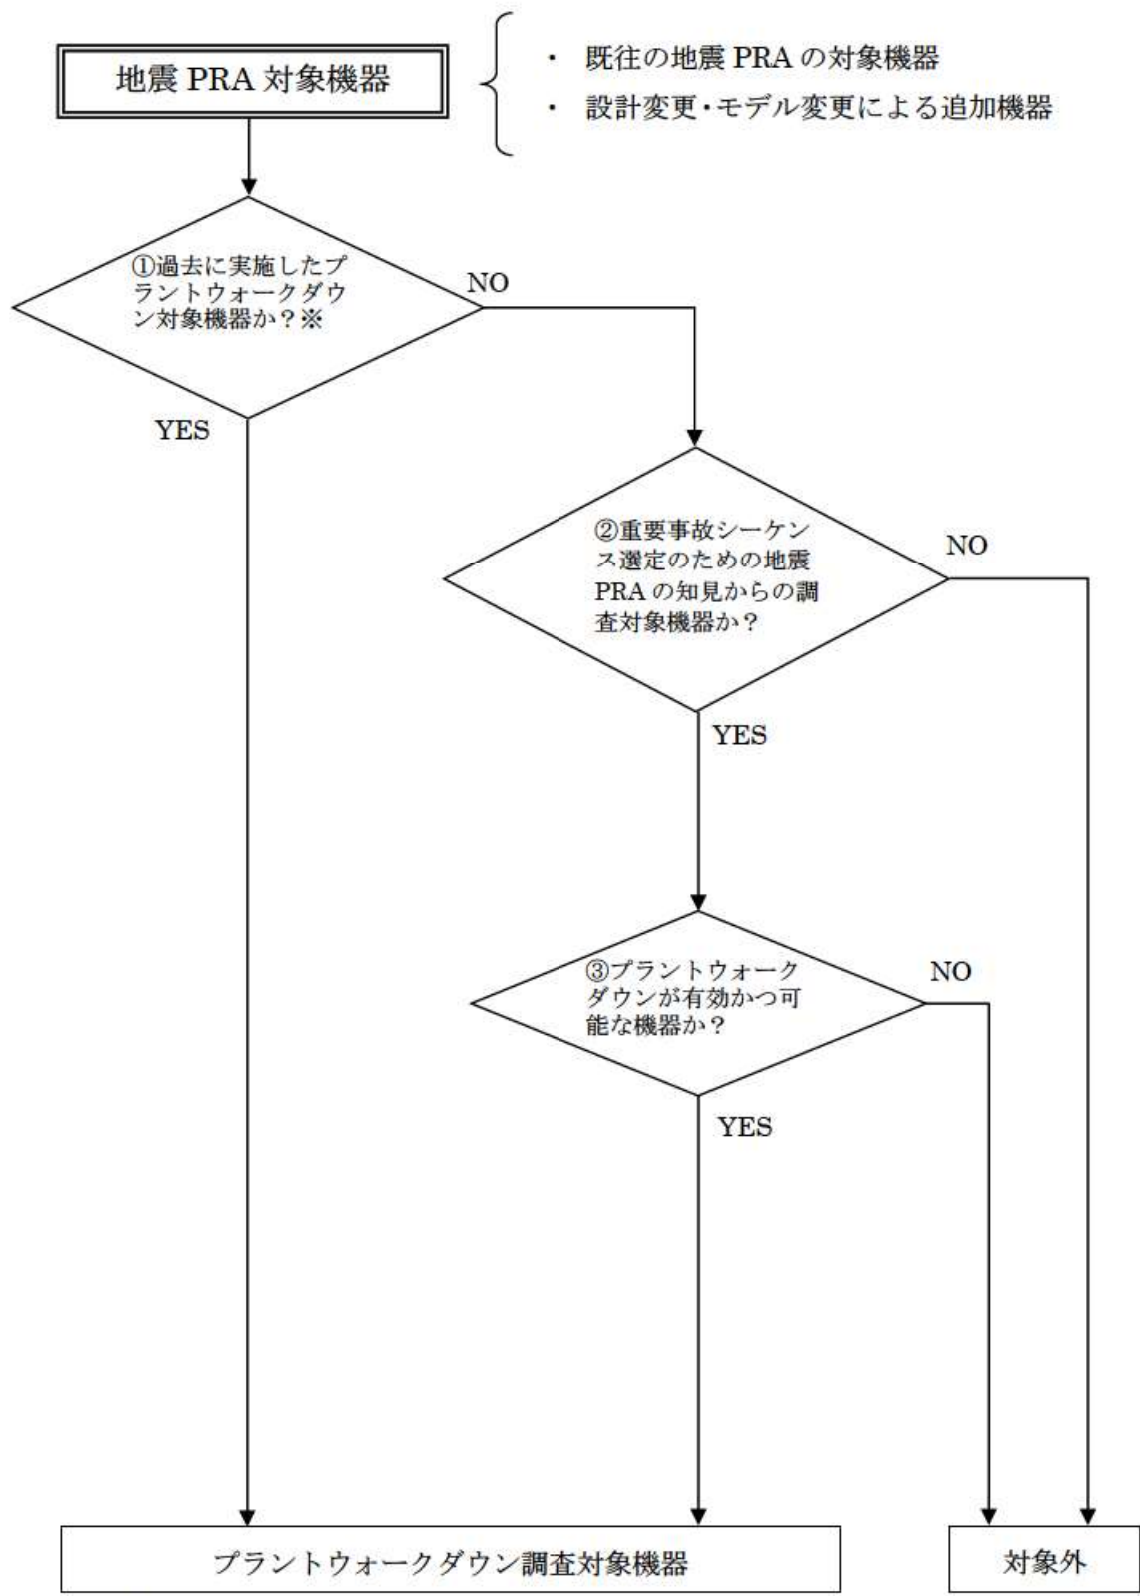 地震 PRA 対象機器
・ 既往の地震 PRA の対象機器
・ 設計変更・モデル変更による追加機器
①過去に実施したプ
ラントウォークダウ
ン対象機器か？※
NO
YES
②重要事故シーケン
ス選定のための地震
PRA の知見からの調
査対象機器か？
NO
YES
③プラントウォーク
ダウンが有効かつ可
能な機器か？
NO
YES
プラントウォークダウン調査対象機器
対象外